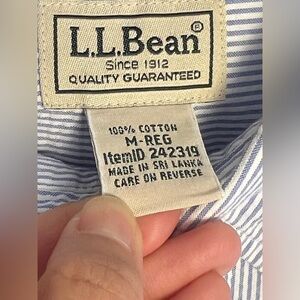 L.L.Bean®
Since 1912
QUALITY GUARANTEED
100% COTTON
M-REG
ItemID 242319
MADE IN SRI LANKA
CARE ON REVERSE